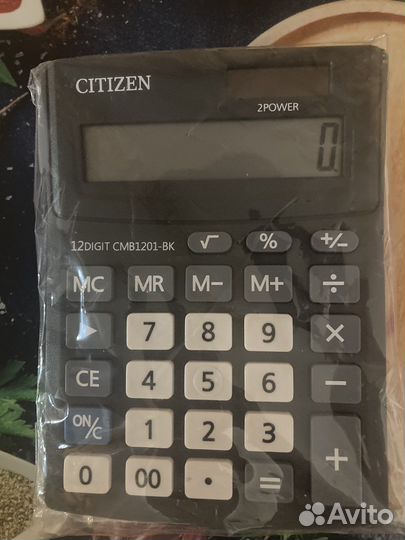 CITIZEN
2POWER
0.
12DIGIT CMB1201-BK √ % +/−
MC MR M− M+ ÷
▶ 7 8 9 ×
CE 4 5 6 −
ON/C 1 2 3 +
0 00 • =
Avito